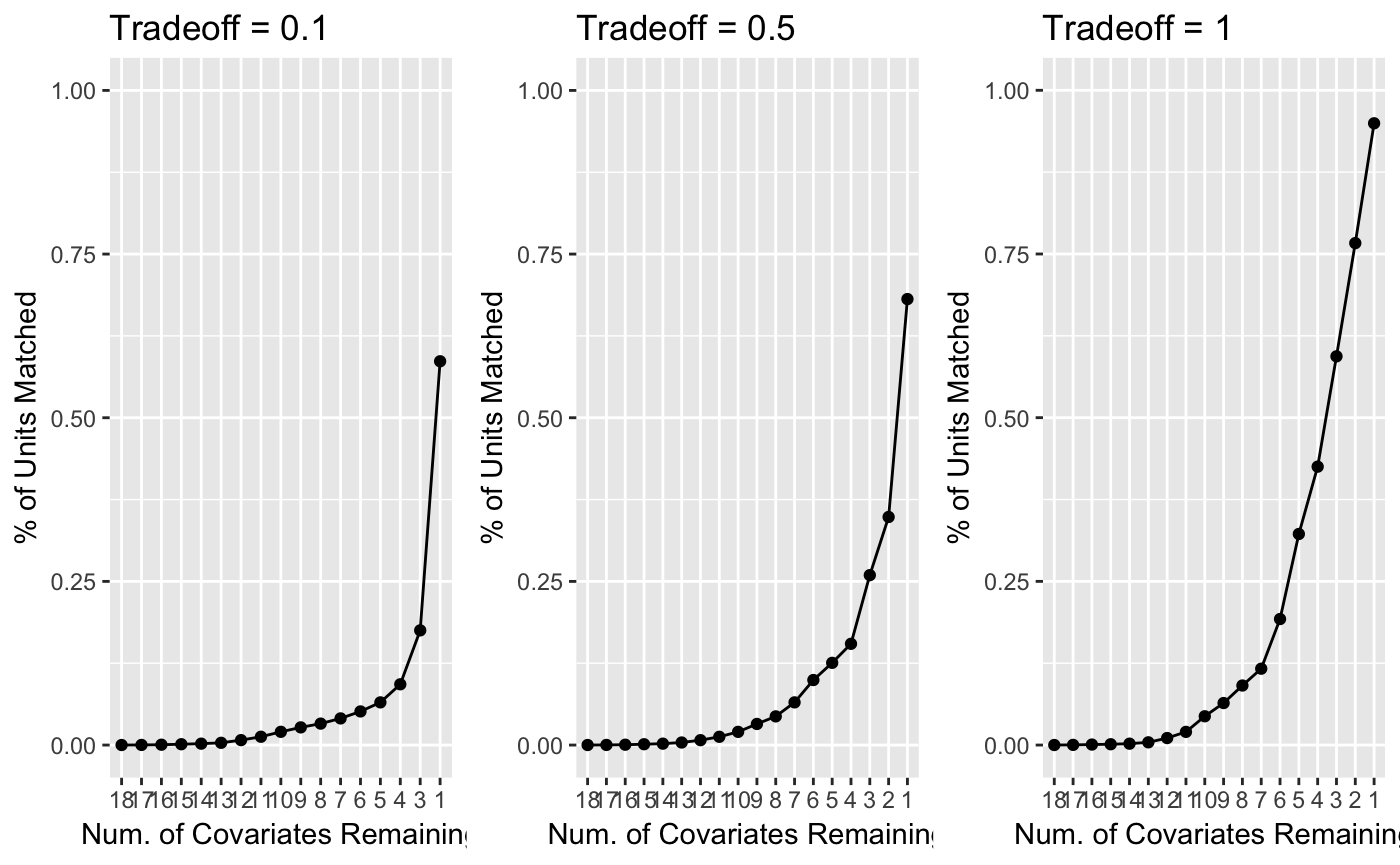 Tradeoff = 0.1
1.00
0.75
0.50
0.25
0.00
% of Units Matched
18 17 16 15 14 13 12 11 10 9 8 7 6 5 4 3 1
Num. of Covariates Remaining
Tradeoff = 0.5
1.00
0.75
0.50
0.25
0.00
% of Units Matched
18 17 16 15 14 13 12 11 10 9 8 7 6 5 4 3 2 1
Num. of Covariates Remaining
Tradeoff = 1
1.00
0.75
0.50
0.25
0.00
% of Units Matched
18 17 16 15 14 13 12 11 10 9 8 7 6 5 4 3 2 1
Num. of Covariates Remaining